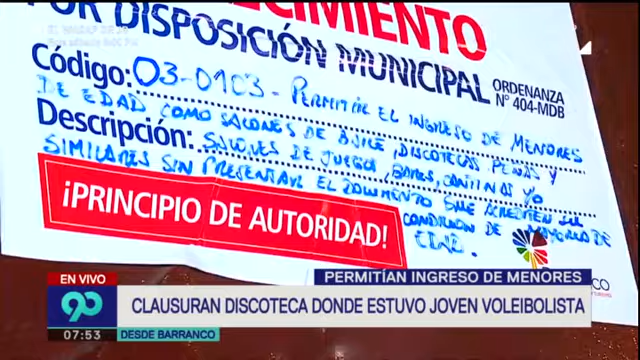 CIMIENTO
POR DISPOSICIÓN MUNICIPAL
ORDENANZA
N° 404-MDB
Código: 03-0103 - PERMITIR EL INGRESO DE MENORES
DE EDAD COMO SALONES DE BAILE, DISCOTECAS, PEÑAS Y
Descripción: SALONES DE JUEGO, BARES, CANTINAS Y/O
SIMILARES SIN PRESENTAR EL DOCUMENTO QUE ACREDITEN SU
CONDICIÓN DE MAYORÍA DE
EDAD.
¡PRINCIPIO DE AUTORIDAD!
CO
EN VIVO
PERMITÍAN INGRESO DE MENORES
90
CLAUSURAN DISCOTECA DONDE ESTUVO JOVEN VOLEIBOLISTA
07:53
DESDE BARRANCO